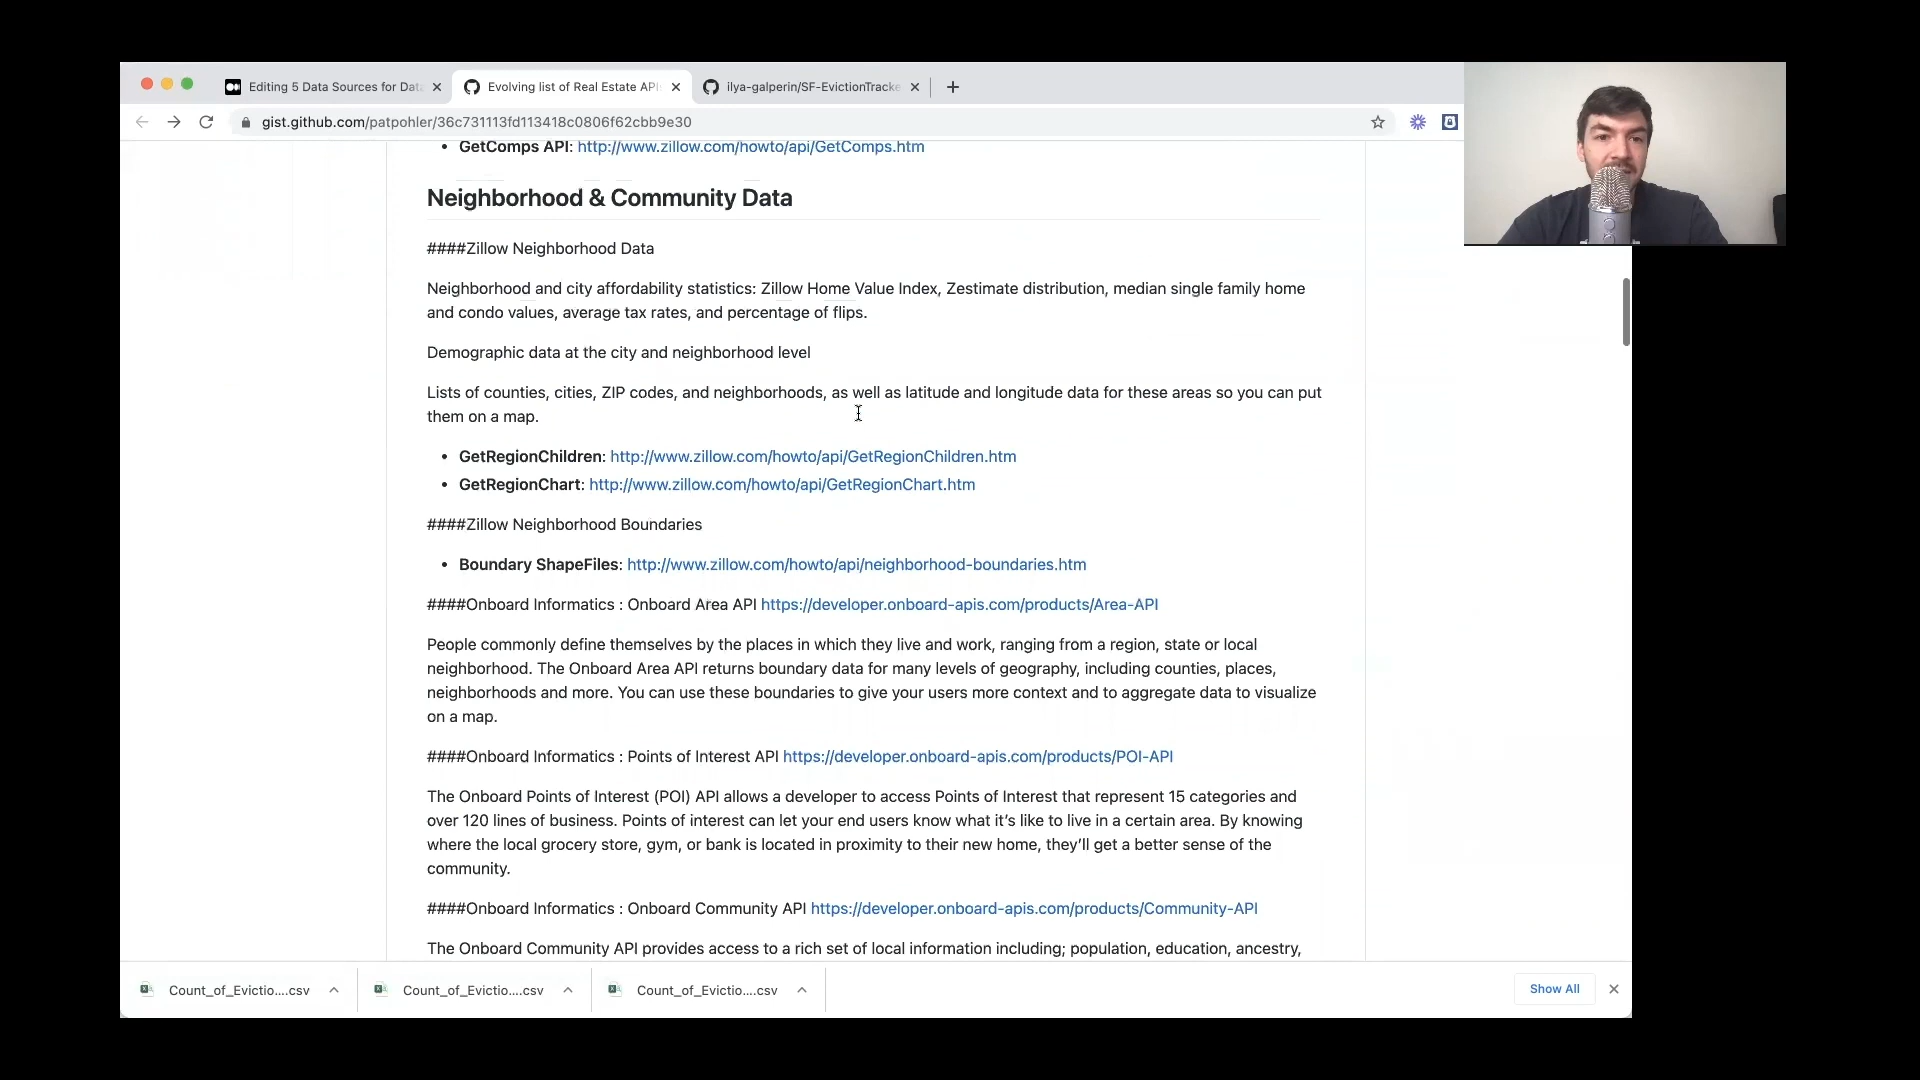 Editing 5 Data Sources for Dat
Evolving list of Real Estate API
ilya-galperin/SF-EvictionTracke
gist.github.com/patpohler/36c731113fd113418c0806f62cbb9e30
• GetComps API: http://www.zillow.com/howto/api/GetComps.htm
Neighborhood & Community Data
####Zillow Neighborhood Data
Neighborhood and city affordability statistics: Zillow Home Value Index, Zestimate distribution, median single family home
and condo values, average tax rates, and percentage of flips.
Demographic data at the city and neighborhood level
Lists of counties, cities, ZIP codes, and neighborhoods, as well as latitude and longitude data for these areas so you can put
them on a map.
• GetRegionChildren: http://www.zillow.com/howto/api/GetRegionChildren.htm
• GetRegionChart: http://www.zillow.com/howto/api/GetRegionChart.htm
####Zillow Neighborhood Boundaries
• Boundary ShapeFiles: http://www.zillow.com/howto/api/neighborhood-boundaries.htm
####Onboard Informatics : Onboard Area API https://developer.onboard-apis.com/products/Area-API
People commonly define themselves by the places in which they live and work, ranging from a region, state or local
neighborhood. The Onboard Area API returns boundary data for many levels of geography, including counties, places,
neighborhoods and more. You can use these boundaries to give your users more context and to aggregate data to visualize
on a map.
####Onboard Informatics : Points of Interest API https://developer.onboard-apis.com/products/POI-API
The Onboard Points of Interest (POI) API allows a developer to access Points of Interest that represent 15 categories and
over 120 lines of business. Points of interest can let your end users know what it's like to live in a certain area. By knowing
where the local grocery store, gym, or bank is located in proximity to their new home, they'll get a better sense of the
community.
####Onboard Informatics : Onboard Community API https://developer.onboard-apis.com/products/Community-API
The Onboard Community API provides access to a rich set of local information including; population, education, ancestry,
Count_of_Evictio....csv
Count_of_Evictio....csv
Count_of_Evictio....csv
Show All